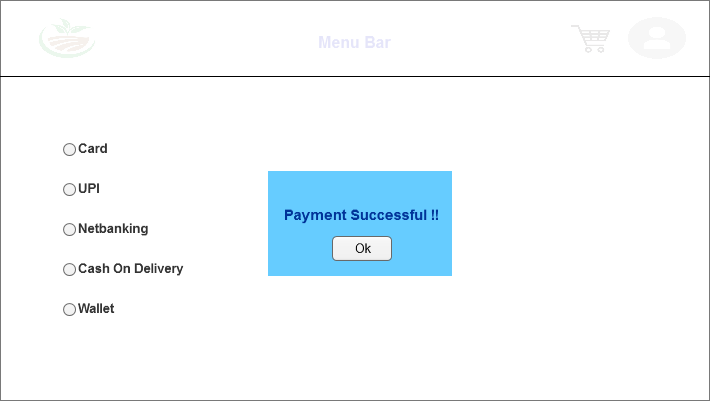 Menu Bar
Card
UPI
Netbanking
Cash On Delivery
Wallet
Payment Successful !!
Ok